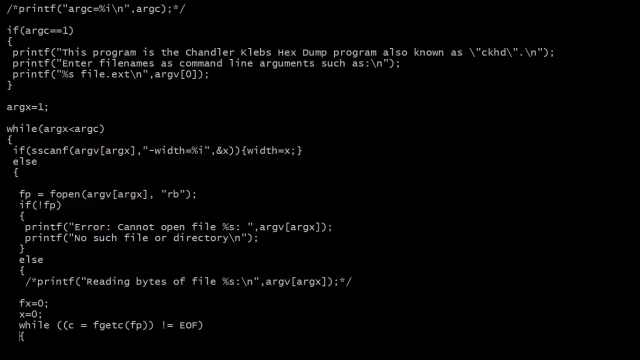 /*printf("argc=%i\n",argc);*/
if(argc==1)
{
printf("This program is the Chandler Klebs Hex Dump program also known as \"ckhd\".\n");
printf("Enter filenames as command line arguments such as:\n");
printf("%s file.ext\n",argv[0]);
}
argx=1;
while(argx<argc)
{
if(sscanf(argv[argx],"-width=%i",&x)){width=x;}
else
{
fp = fopen(argv[argx], "rb");
if(!fp)
{
printf("Error: Cannot open file %s: ",argv[argx]);
printf("No such file or directory\n");
}
else
{
/*printf("Reading bytes of file %s:\n",argv[argx]);*/
fx=0;
x=0;
while ((c = fgetc(fp)) != EOF)
{